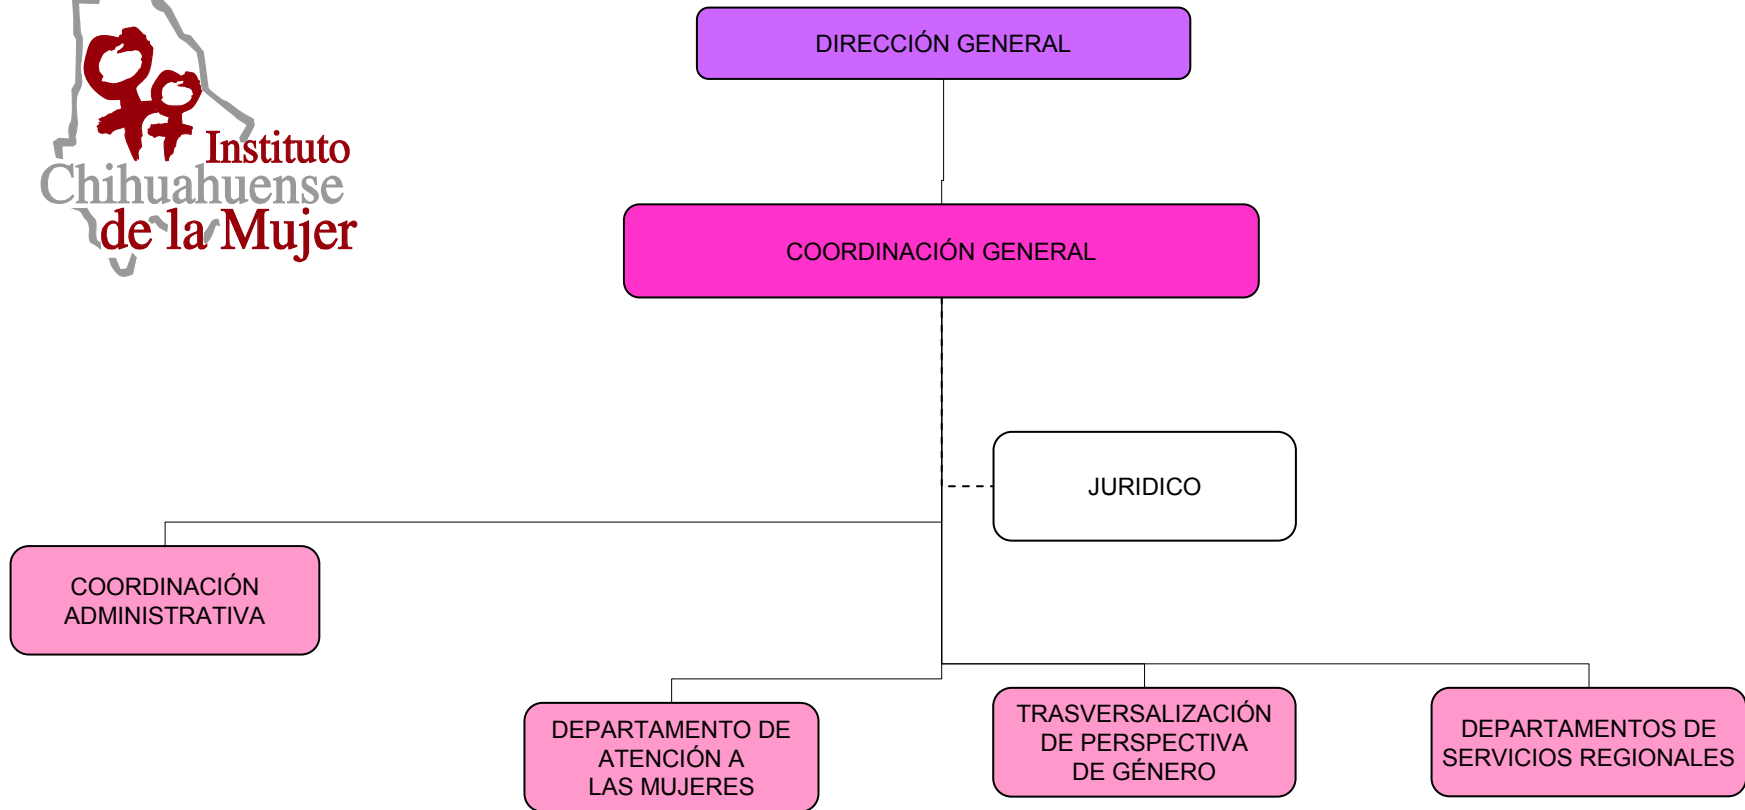 Instituto
Chihuahuense
de la Mujer
DIRECCIÓN GENERAL
COORDINACIÓN GENERAL
JURIDICO
COORDINACIÓN
ADMINISTRATIVA
DEPARTAMENTO DE
ATENCIÓN A
LAS MUJERES
TRASVERSALIZACIÓN
DE PERSPECTIVA
DE GÉNERO
DEPARTAMENTOS DE
SERVICIOS REGIONALES